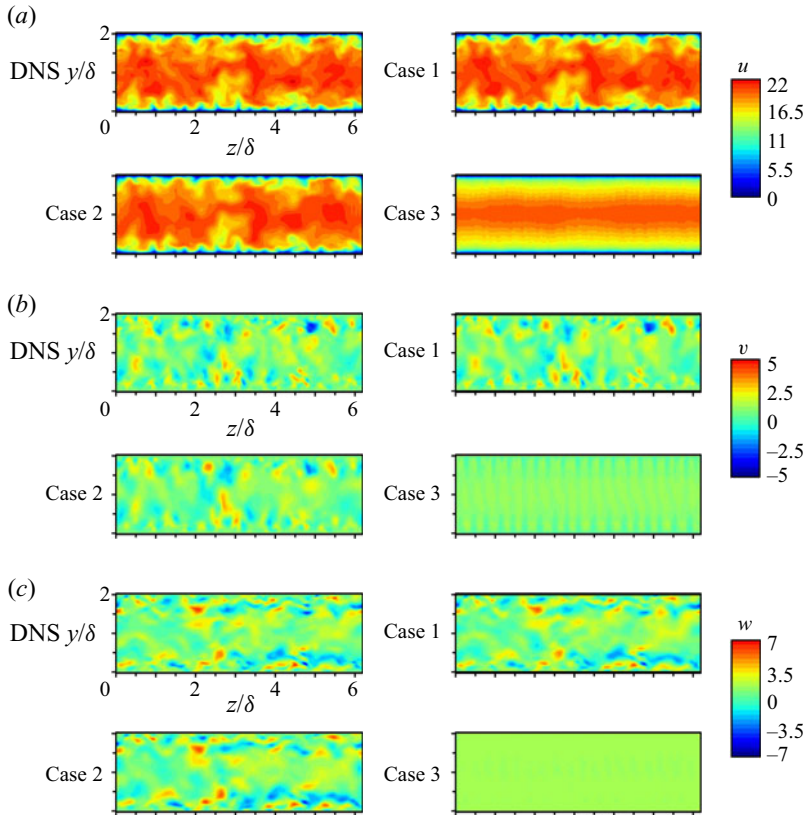 (a)
2
DNS y/δ
0
2
4
6
z/δ
Case 1
u
22
16.5
11
5.5
0
Case 2
Case 3
(b)
2
DNS y/δ
0
2
4
6
z/δ
Case 1
v
5
2.5
0
−2.5
−5
Case 2
Case 3
(c)
2
DNS y/δ
0
2
4
6
z/δ
Case 1
w
7
3.5
0
−3.5
−7
Case 2
Case 3